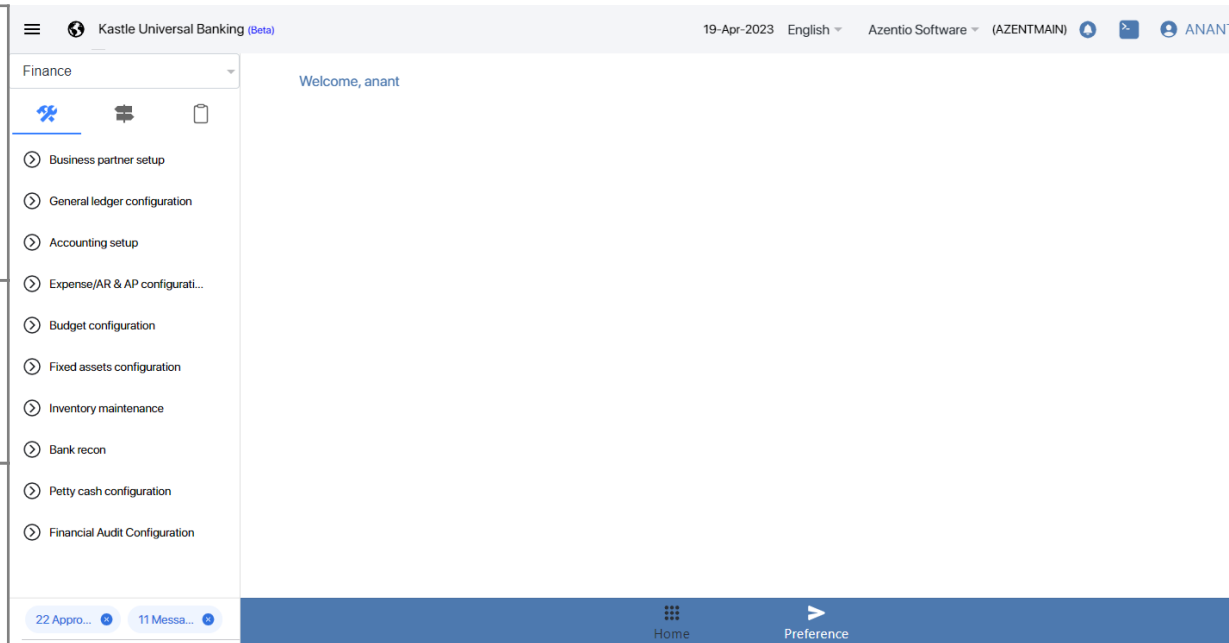 Kastle Universal Banking (Beta)
19-Apr-2023 English Azentio Software (AZENTMAIN) ANANT
Finance
Welcome, anant
Business partner setup
General ledger configuration
Accounting setup
Expense/AR & AP configurati...
Budget configuration
Fixed assets configuration
Inventory maintenance
Bank recon
Petty cash configuration
Financial Audit Configuration
22 Appro... 11 Messa...
Home Preference